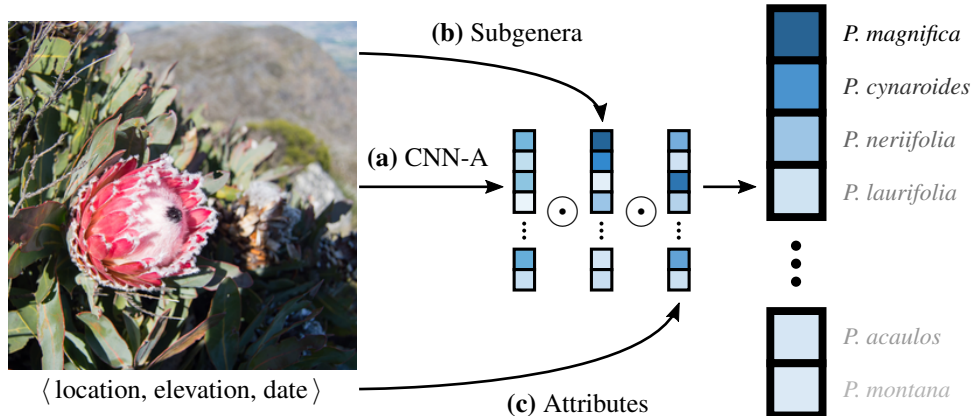 (b) Subgenera
(a) CNN-A
⟨ location, elevation, date ⟩
(c) Attributes
P. magnifica
P. cynaroides
P. neriifolia
P. laurifolia
P. acaulos
P. montana